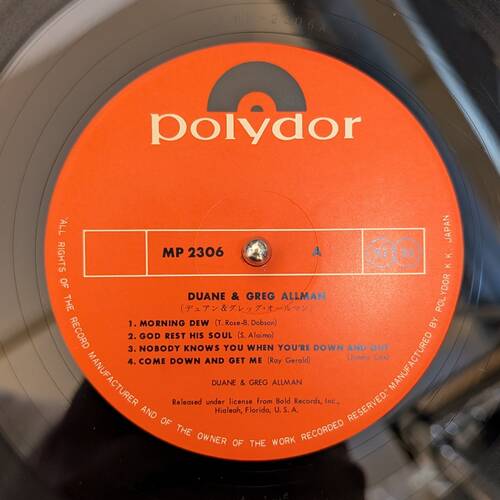 polydor
MP 2306 A
DUANE & GREG ALLMAN
(デュアン&グレッグ・オールマン)
1. MORNING DEW (T. Rose-B. Dobson)
2. GOD REST HIS SOUL (S. Alaimo)
3. NOBODY KNOWS YOU WHEN YOU'RE DOWN AND OUT
(Jimmy Cox)
4. COME DOWN AND GET ME (Ray Gerald)
DUANE & GREG ALLMAN
Released under license from Bold Records, Inc.,
Hialeah, Florida, U. S. A.
"ALL RIGHTS OF THE RECORD MANUFACTURER AND OF THE OWNER OF THE WORK RECORDED RESERVED" MANUFACTURED BY POLYDOR K. K. JAPAN